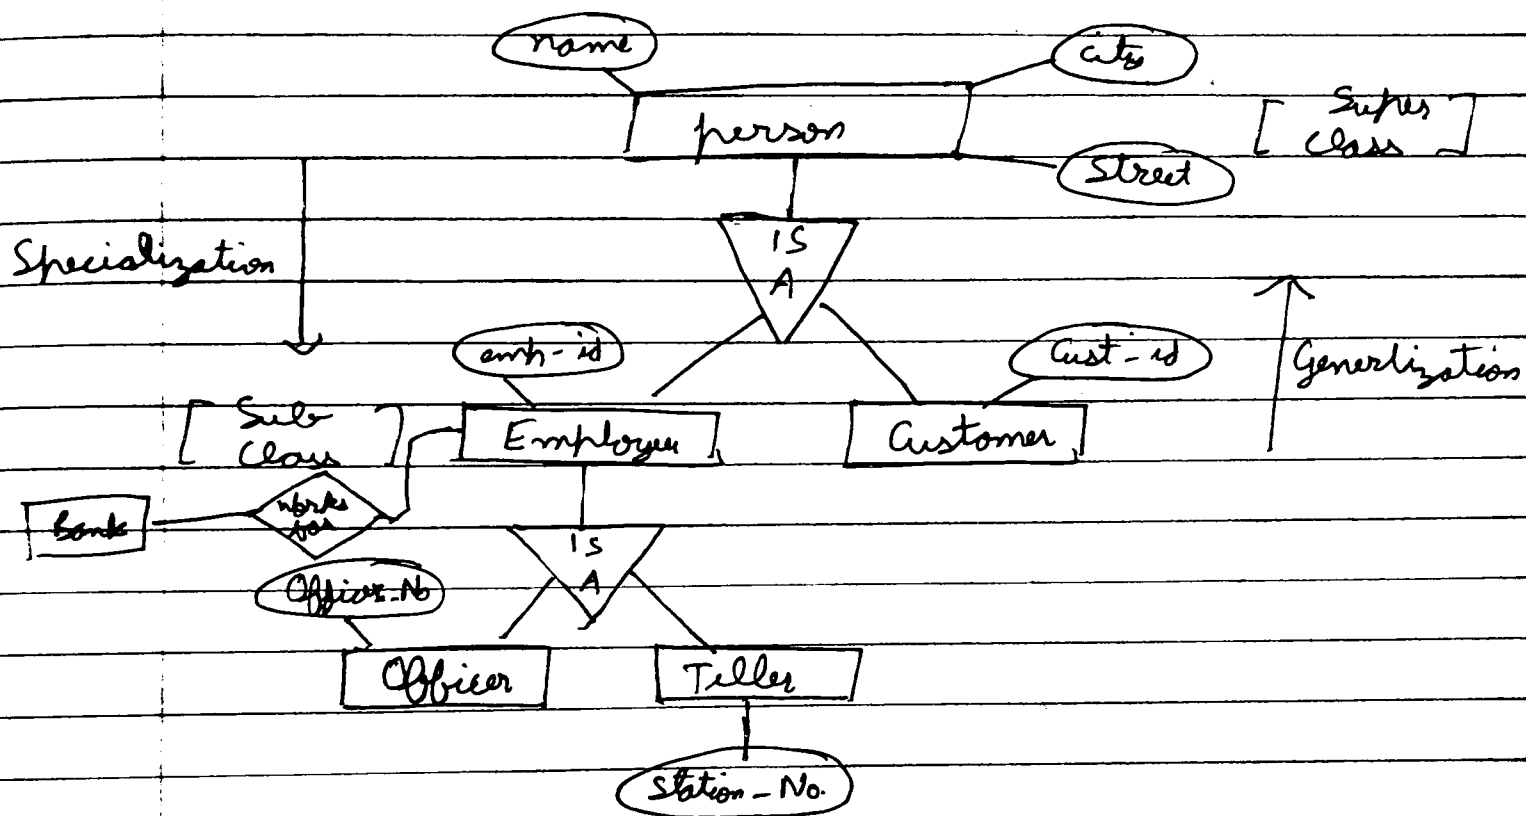 name
city
person
[ Super
Class ]
Street
IS
A
Specialization
emp-id
Cust-id
Generlization
[ Sub
Class ]
Employee
Customer
Bank
works
for
IS
A
Office-No
Officer
Teller
Station-No.